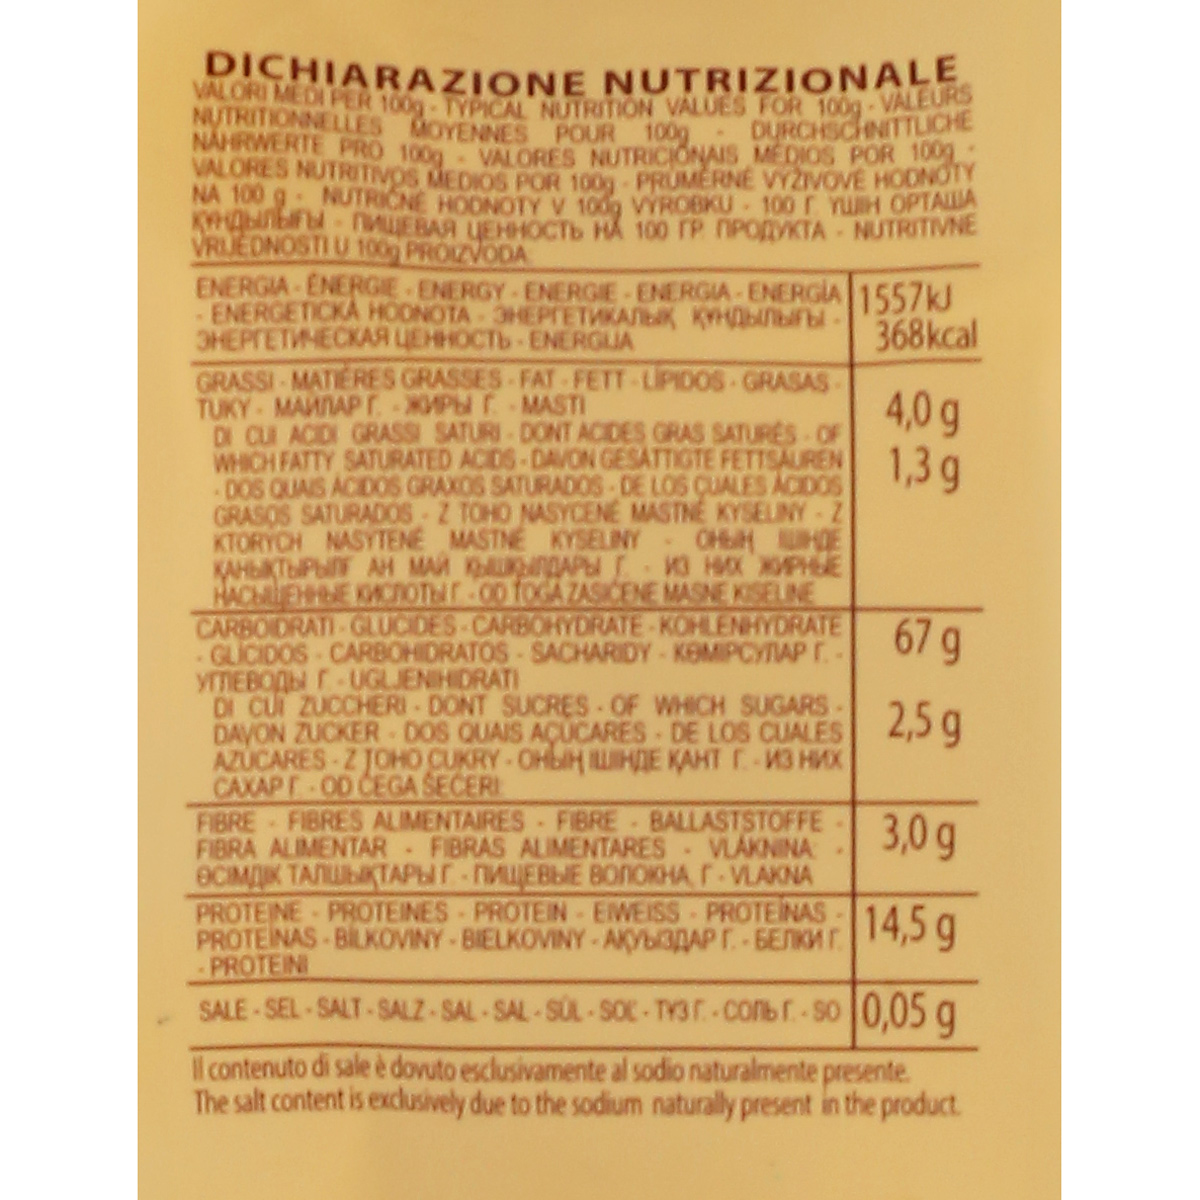 DICHIARAZIONE NUTRIZIONALE
VALORI MEDI PER 100g - TYPICAL NUTRITION VALUES FOR 100g - VALEURS
NUTRITIONNELLES MOYENNES POUR 100g - DURCHSCHNITTLICHE
NÄHRWERTE PRO 100g - VALORES NUTRICIONAIS MÉDIOS POR 100g -
VALORES NUTRITIVOS MEDIOS POR 100g - PRUMĚRNÉ VÝŽIVOVÉ HODNOTY
NA 100 g - NUTRIČNÉ HODNOTY V 100g VÝROBKU - 100 Г. ҮШІН ОРТАША
ҚҰНДЫЛЫҒЫ - ПИЩЕВАЯ ЦЕННОСТЬ НА 100 ГР. ПРОДУКТА - NUTRITIVNE
VRIJEDNOSTI U 100g PROIZVODA:
ENERGIA - ÉNERGIE - ENERGY - ENERGIE - ENERGIA - ENERGÍA 1557kJ
- ENERGETICKÁ HODNOTA - ЭНЕРГЕТИКАЛЫҚ ҚҰНДЫЛЫҒЫ - 368kcal
ЭНЕРГЕТИЧЕСКАЯ ЦЕННОСТЬ - ENERGIJA
GRASSI - MATIÈRES GRASSES - FAT - FETT - LÍPIDOS - GRASAS - 4,0 g
TUKY - МАЙЛАР Г. - ЖИРЫ Г. - MASTI
DI CUI ACIDI GRASSI SATURI - DONT ACIDES GRAS SATURÉS - OF 1,3 g
WHICH FATTY SATURATED ACIDS - DAVON GESÄTTIGTE FETTSÄUREN
- DOS QUAIS ÁCIDOS GRAXOS SATURADOS - DE LOS CUALES ÁCIDOS
GRASOS SATURADOS - Z TOHO NASYCENÉ MASTNÉ KYSELINY - Z
KTORYCH NASÝTENÉ MASTNÉ KYSELINY - ОНЫҢ ІШІНДЕ
ҚАНЫҚТЫРЫЛҒ АН МАЙ ҚЫШҚЫЛДАРЫ Г. - ИЗ НИХ ЖИРНЫЕ
НАСЫЩЕННЫЕ КИСЛОТЫ Г. - OD TOGA ZASIĆENE MASNE KISELINE
CARBOIDRATI - GLUCIDES - CARBOHYDRATE - KOHLENHYDRATE 67 g
- GLÍCIDOS - CARBOHIDRATOS - SACHARIDY - КӨМІРСУЛАР Г. -
УГЛЕВОДЫ Г. - UGLJENIHIDRATI
DI CUI ZUCCHERI - DONT SUCRES - OF WHICH SUGARS - 2,5 g
DAVON ZUCKER - DOS QUAIS AÇÚCARES - DE LOS CUALES
AZÚCARES - Z TOHO CUKRY - ОНЫҢ ІШІНДЕ ҚАНТ Г. - ИЗ НИХ
САХАР Г. - OD ČEGA ŠEĆERI:
FIBRE - FIBRES ALIMENTAIRES - FIBRE - BALLASTSTOFFE - 3,0 g
FIBRA ALIMENTAR - FIBRAS ALIMENTARES - VLÁKNINA -
ӨСІМДІК ТАЛШЫҚТАРЫ Г. - ПИЩЕВЫЕ ВОЛОКНА, Г - VLAKNA
PROTEINE - PROTEINES - PROTEIN - EIWEISS - PROTEÍNAS - 14,5 g
PROTEÍNAS - BÍLKOVINY - BIELKOVINY - АҚУЫЗДАР Г. - БЕЛКИ Г.
- PROTEINI
SALE - SEL - SALT - SALZ - SAL - SAL - SŮL - SOĽ - ТҰЗ Г. - СОЛЬ Г. - SO 0,05 g
Il contenuto di sale è dovuto esclusivamente al sodio naturalmente presente.
The salt content is exclusively due to the sodium naturally present in the product.